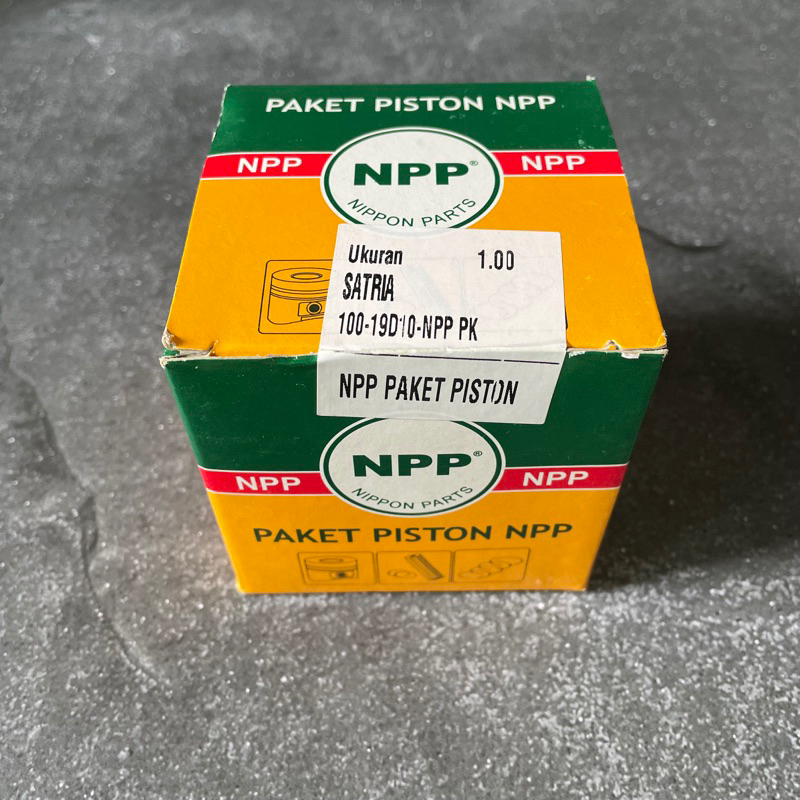 PAKET PISTON NPP
NPP NPP® NPP
NIPPON PARTS
Ukuran 1.00
SATRIA
100-19D10-NPP PK
NPP PAKET PISTON
NPP NPP® NPP
NIPPON PARTS
PAKET PISTON NPP